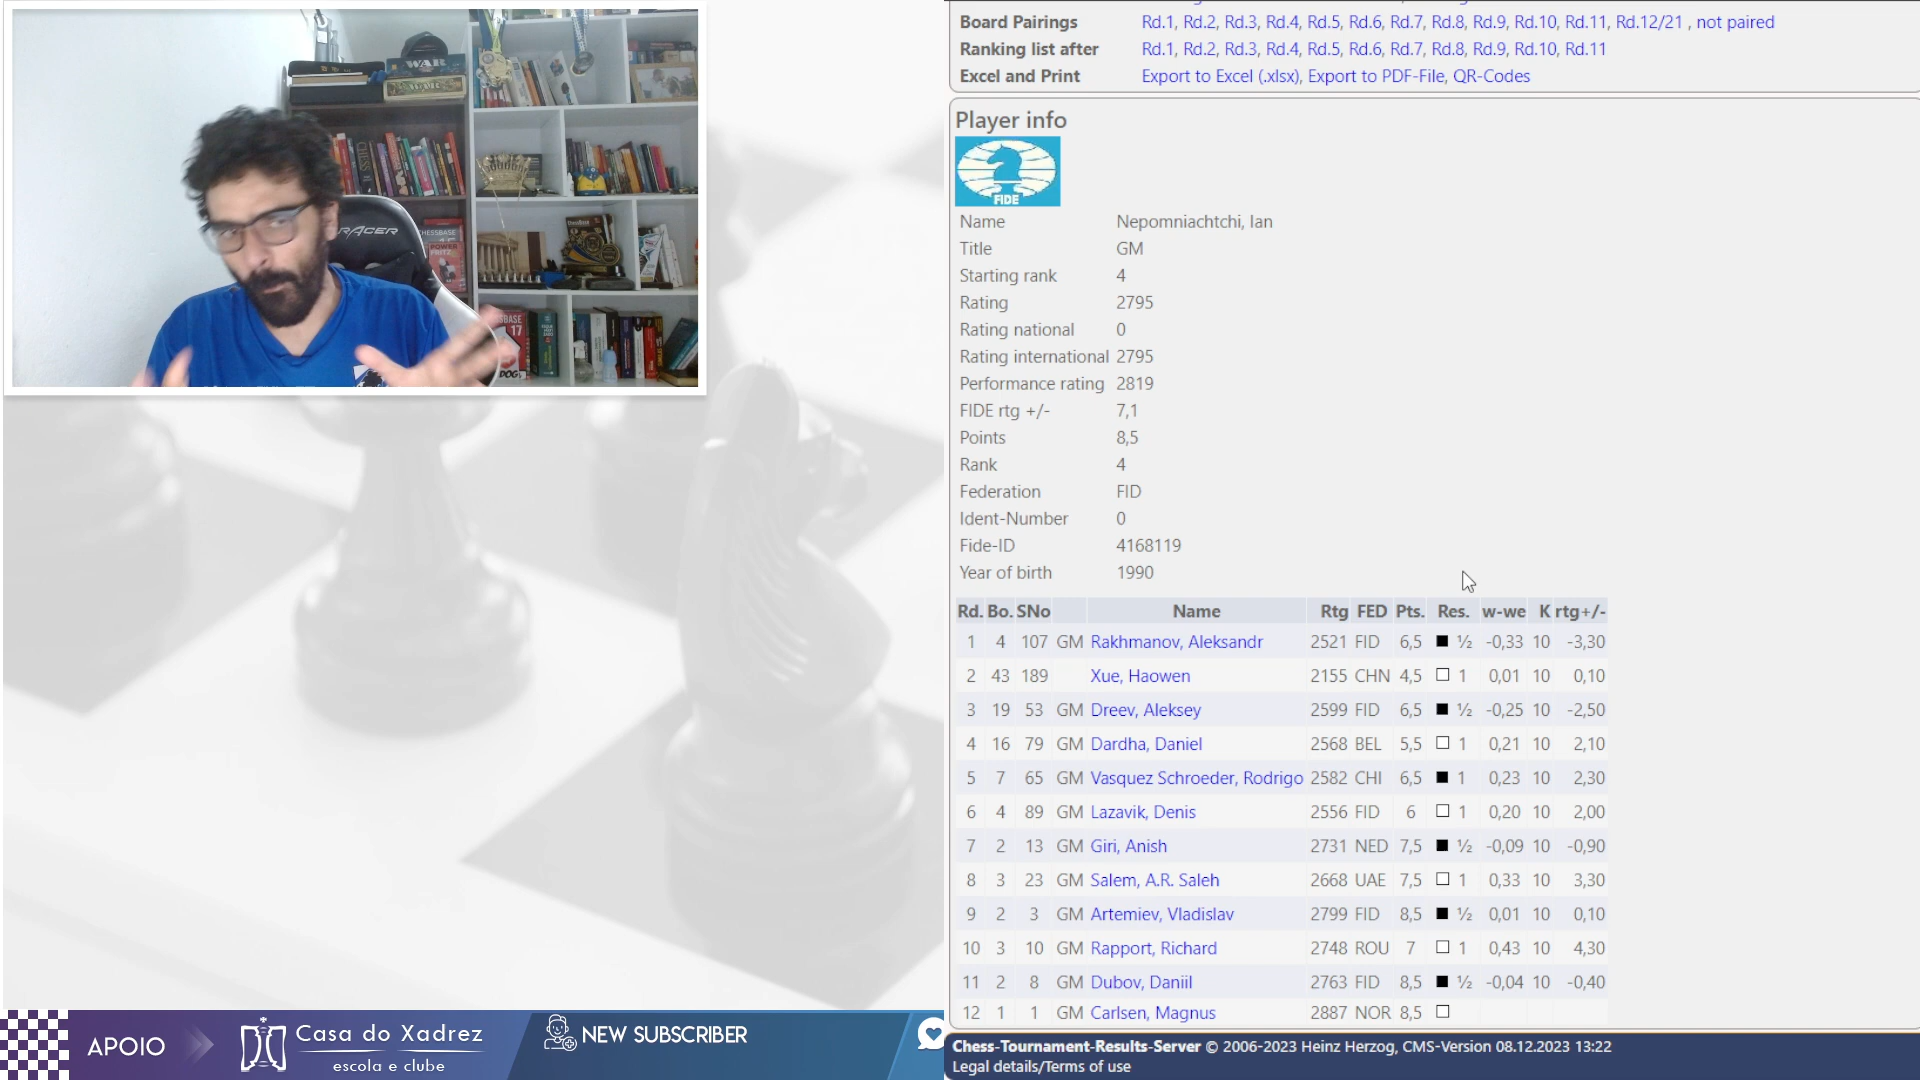 Board Pairings Rd.1, Rd.2, Rd.3, Rd.4, Rd.5, Rd.6, Rd.7, Rd.8, Rd.9, Rd.10, Rd.11, Rd.12/21 , not paired
Ranking list after Rd.1, Rd.2, Rd.3, Rd.4, Rd.5, Rd.6, Rd.7, Rd.8, Rd.9, Rd.10, Rd.11
Excel and Print Export to Excel (.xlsx), Export to PDF-File, QR-Codes
Player info
FIDE
Name Nepomniachtchi, Ian
Title GM
Starting rank 4
Rating 2795
Rating national 0
Rating international 2795
Performance rating 2819
FIDE rtg +/- 7,1
Points 8,5
Rank 4
Federation FID
Ident-Number 0
Fide-ID 4168119
Year of birth 1990
Rd. Bo. SNo Name Rtg FED Pts. Res. w-we K rtg+/-
1 4 107 GM Rakhmanov, Aleksandr 2521 FID 6,5 ½ -0,33 10 -3,30
2 43 189 Xue, Haowen 2155 CHN 4,5 1 0,01 10 0,10
3 19 53 GM Dreev, Aleksey 2599 FID 6,5 ½ -0,25 10 -2,50
4 16 79 GM Dardha, Daniel 2568 BEL 5,5 1 0,21 10 2,10
5 7 65 GM Vasquez Schroeder, Rodrigo 2582 CHI 6,5 1 0,23 10 2,30
6 4 89 GM Lazavik, Denis 2556 FID 6 1 0,20 10 2,00
7 2 13 GM Giri, Anish 2731 NED 7,5 ½ -0,09 10 -0,90
8 3 23 GM Salem, A.R. Saleh 2668 UAE 7,5 1 0,33 10 3,30
9 2 3 GM Artemiev, Vladislav 2799 FID 8,5 ½ 0,01 10 0,10
10 3 10 GM Rapport, Richard 2748 ROU 7 1 0,43 10 4,30
11 2 8 GM Dubov, Daniil 2763 FID 8,5 ½ -0,04 10 -0,40
12 1 1 GM Carlsen, Magnus 2887 NOR 8,5
Chess-Tournament-Results-Server © 2006-2023 Heinz Herzog, CMS-Version 08.12.2023 13:22
Legal details/Terms of use
WAR
RACER
CHESSBASE
POWER
FRITZ
17
APOIO
Casa do Xadrez
escola e clube
NEW SUBSCRIBER